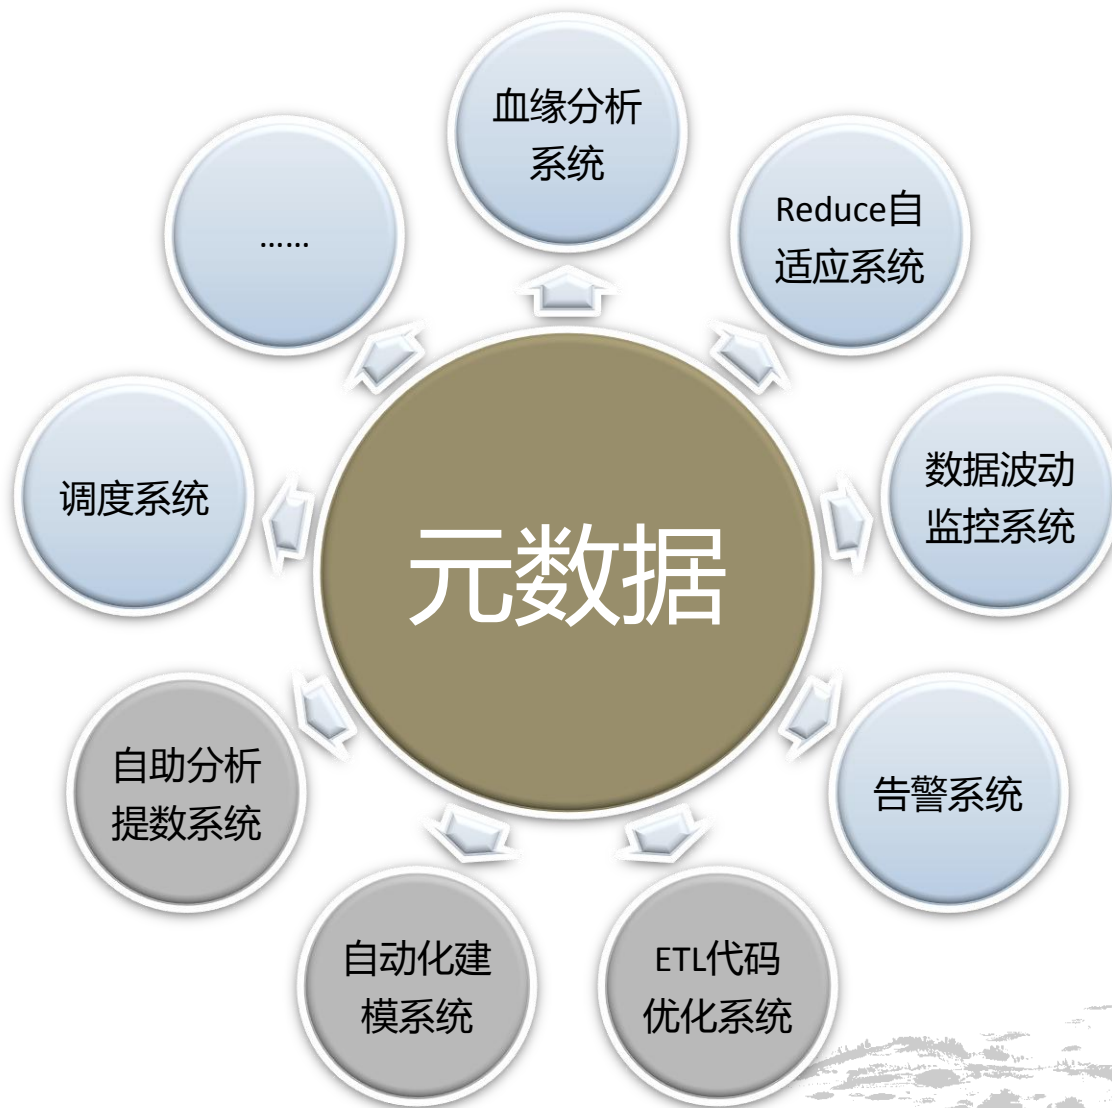 血缘分析
系统
Reduce自
适应系统
数据波动
监控系统
告警系统
ETL代码
优化系统
自动化建
模系统
自助分析
提数系统
调度系统
……
元数据